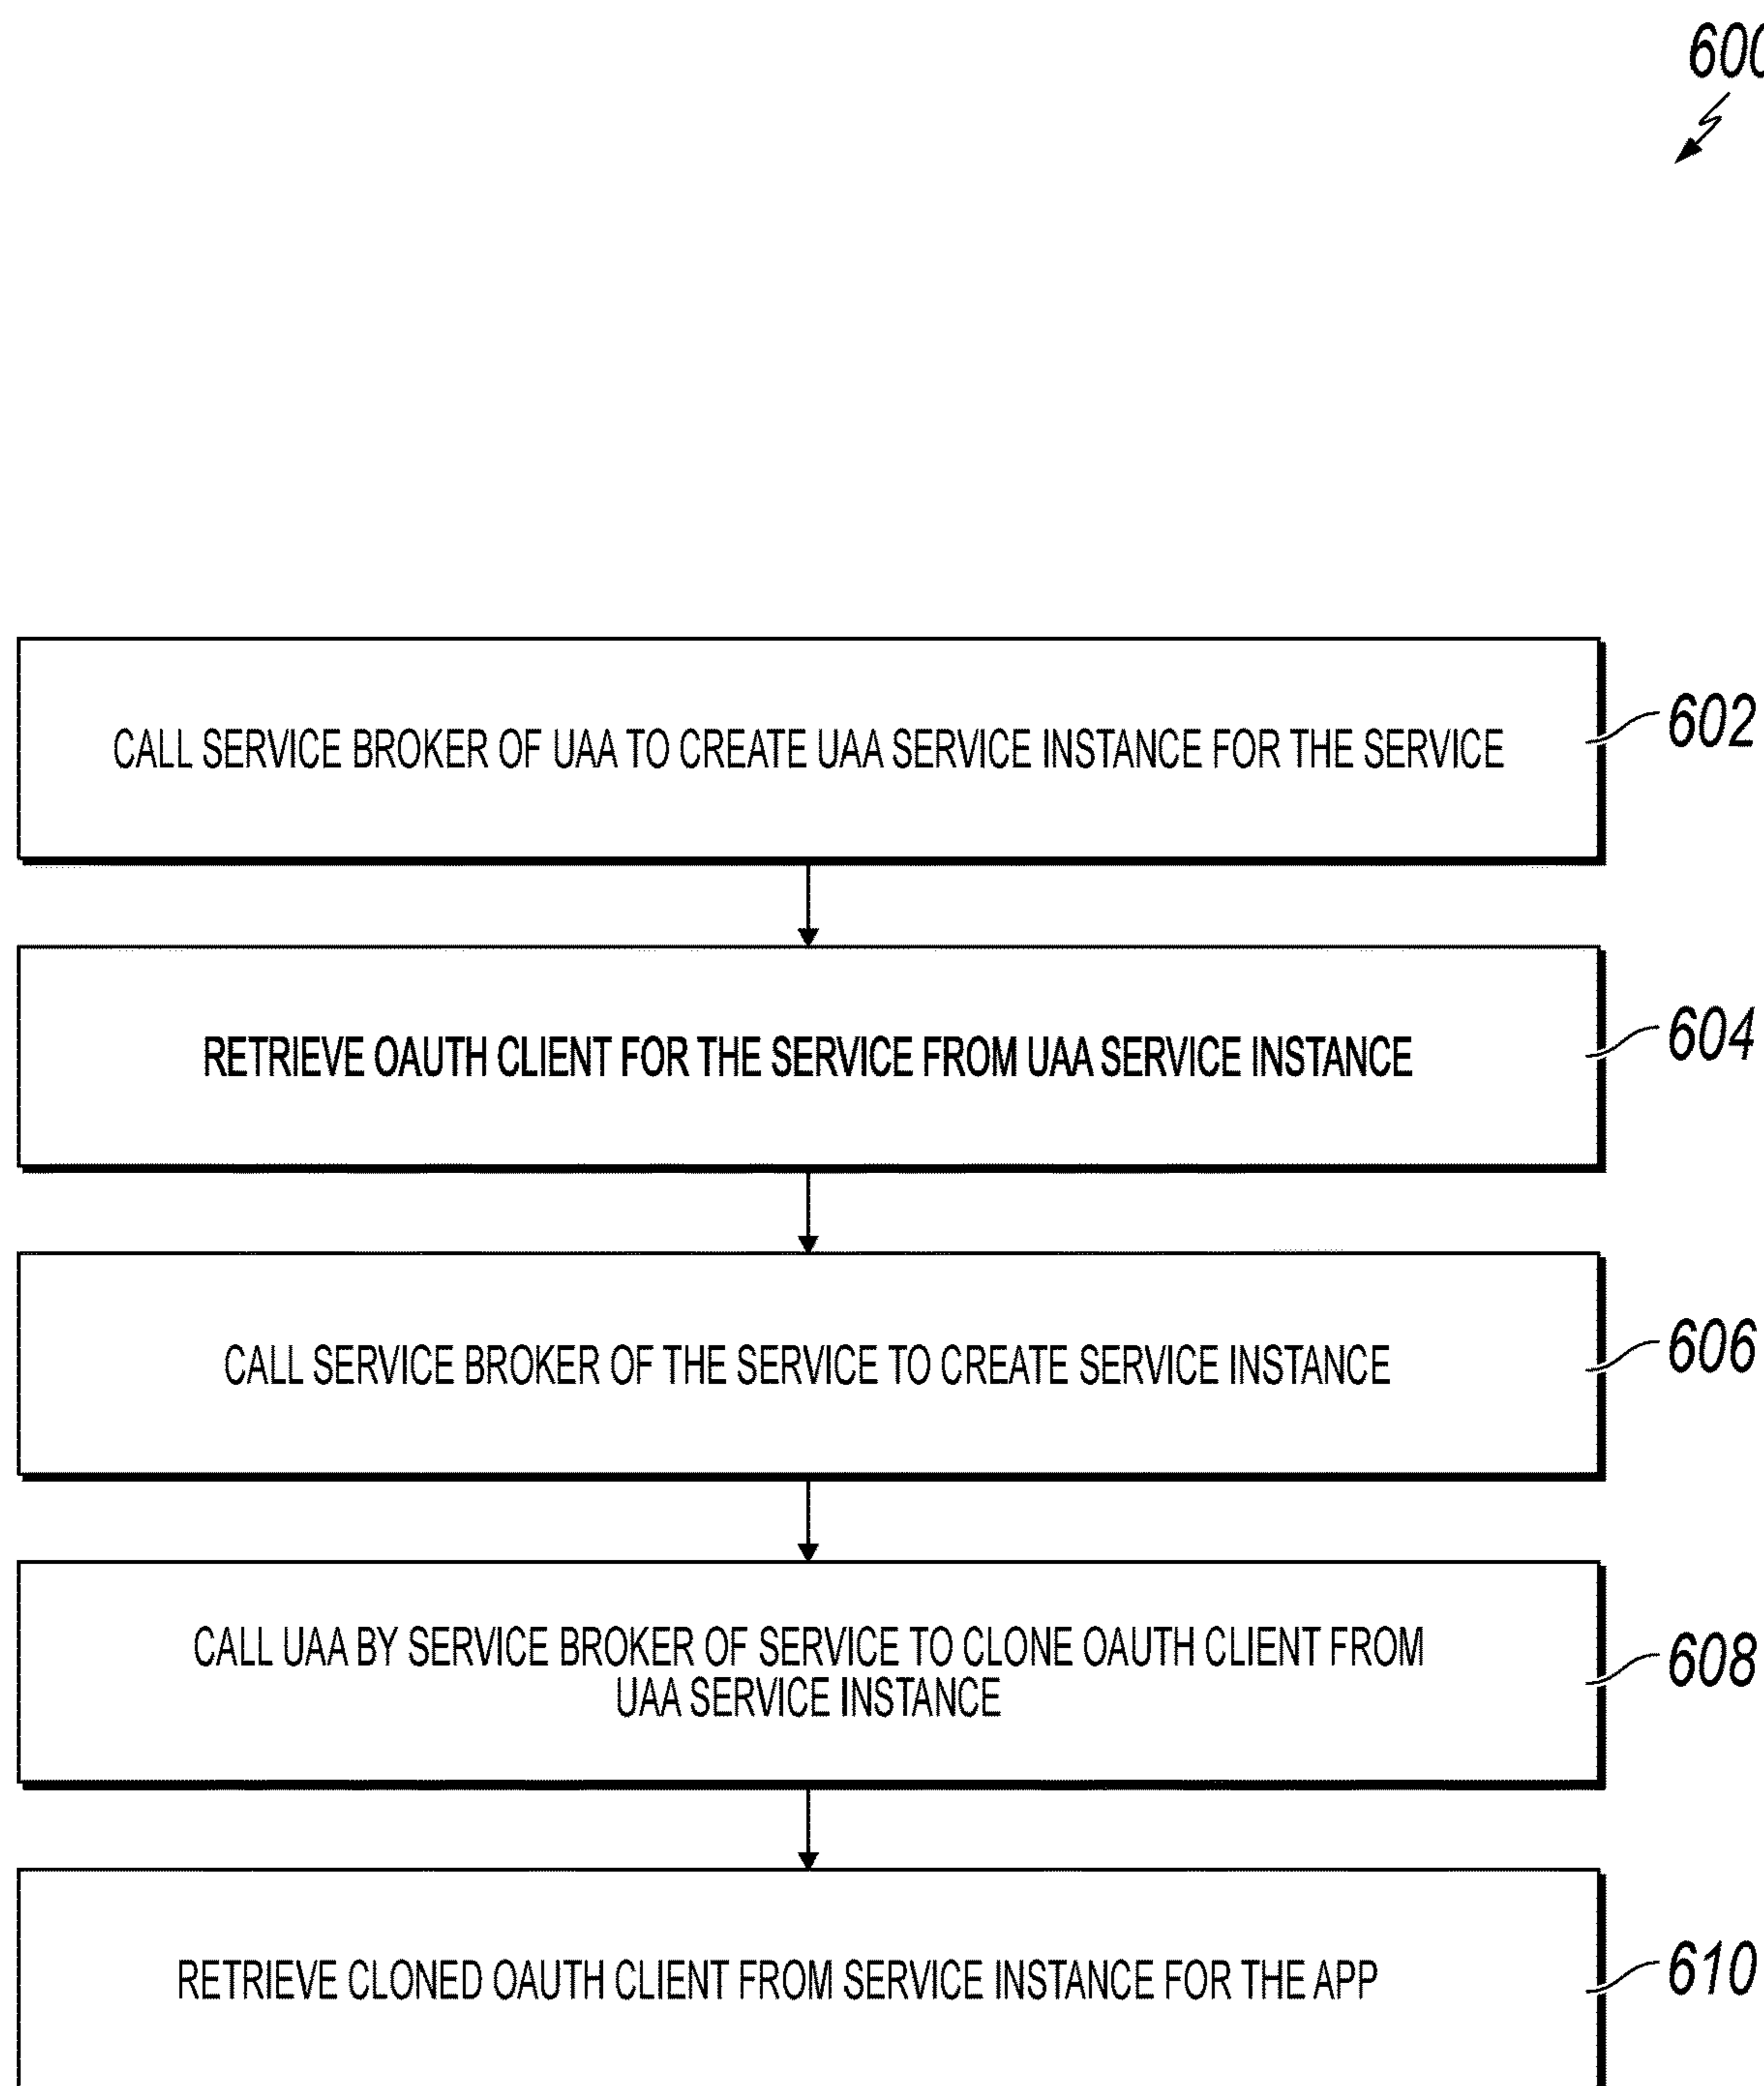 600
CALL SERVICE BROKER OF UAA TO CREATE UAA SERVICE INSTANCE FOR THE SERVICE
602
RETRIEVE OAUTH CLIENT FOR THE SERVICE FROM UAA SERVICE INSTANCE
604
CALL SERVICE BROKER OF THE SERVICE TO CREATE SERVICE INSTANCE
606
CALL UAA BY SERVICE BROKER OF SERVICE TO CLONE OAUTH CLIENT FROM
UAA SERVICE INSTANCE
608
RETRIEVE CLONED OAUTH CLIENT FROM SERVICE INSTANCE FOR THE APP
610